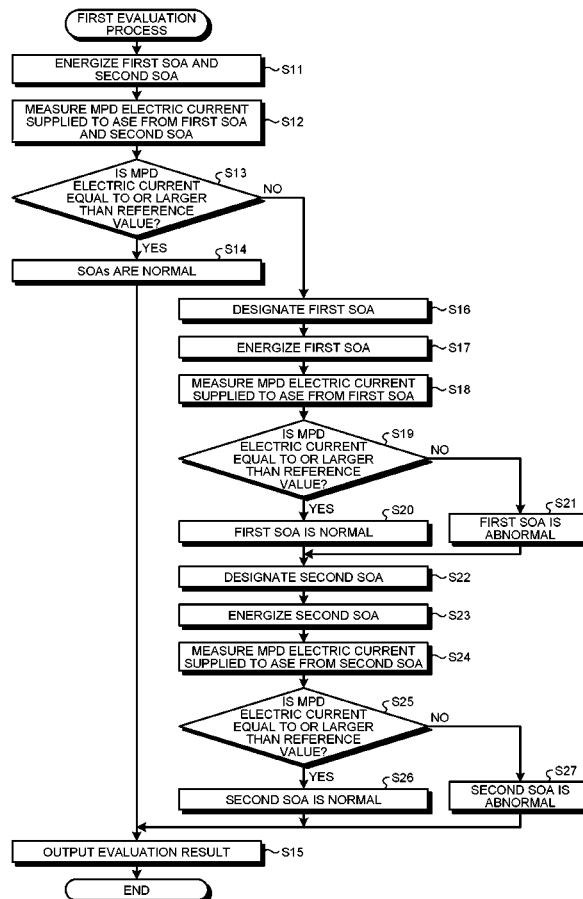 FIRST EVALUATION
PROCESS
ENERGIZE FIRST SOA AND
SECOND SOA
S11
MEASURE MPD ELECTRIC CURRENT
SUPPLIED TO ASE FROM FIRST SOA
AND SECOND SOA
S12
IS MPD
ELECTRIC CURRENT
EQUAL TO OR LARGER
THAN REFERENCE
VALUE?
S13
NO
YES
S14
SOAs ARE NORMAL
DESIGNATE FIRST SOA
S16
ENERGIZE FIRST SOA
S17
MEASURE MPD ELECTRIC CURRENT
SUPPLIED TO ASE FROM FIRST SOA
S18
IS MPD
ELECTRIC CURRENT
EQUAL TO OR LARGER
THAN REFERENCE
VALUE?
S19
NO
YES
S20
FIRST SOA IS NORMAL
S21
FIRST SOA IS
ABNORMAL
DESIGNATE SECOND SOA
S22
ENERGIZE SECOND SOA
S23
MEASURE MPD ELECTRIC CURRENT
SUPPLIED TO ASE FROM SECOND SOA
S24
IS MPD
ELECTRIC CURRENT
EQUAL TO OR LARGER
THAN REFERENCE
VALUE?
S25
NO
YES
S26
SECOND SOA IS NORMAL
S27
SECOND SOA IS
ABNORMAL
OUTPUT EVALUATION RESULT
S15
END